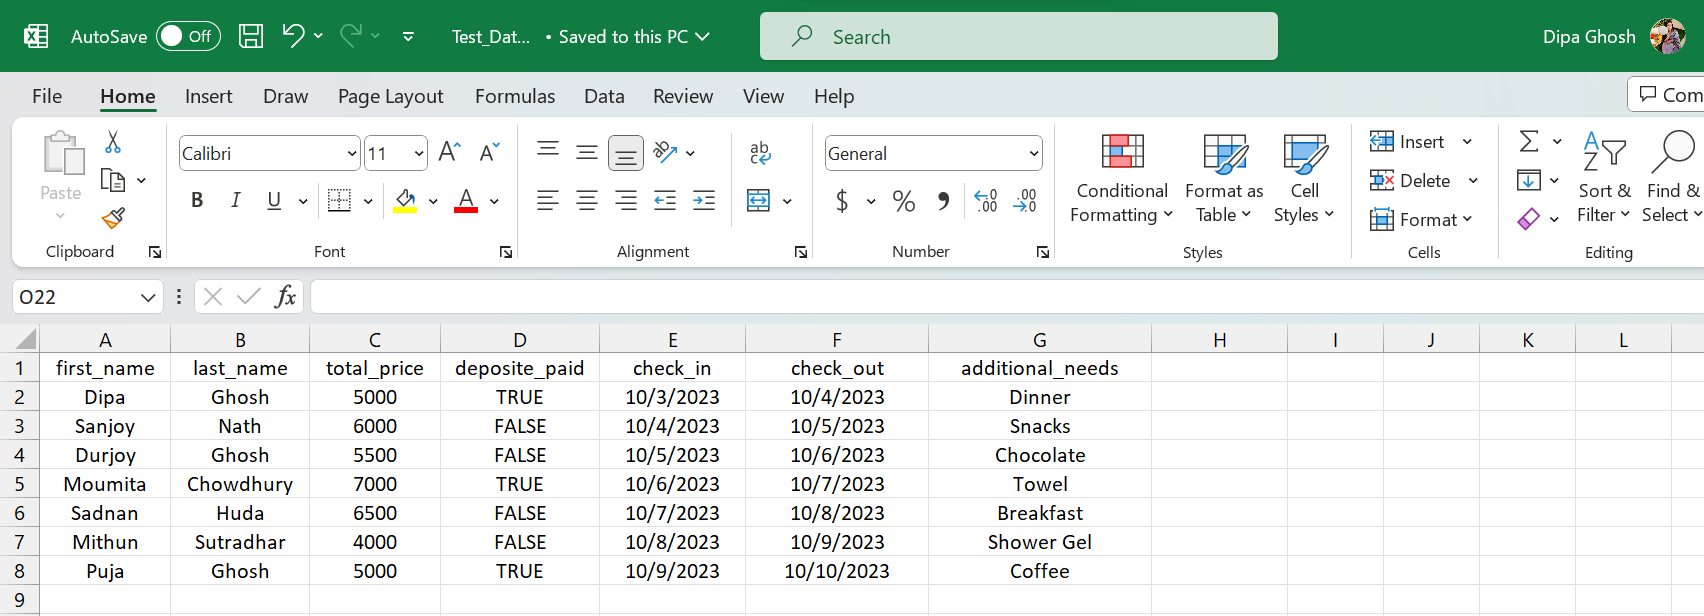 AutoSave Off Test_Dat... • Saved to this PC Search Dipa Ghosh
File Home Insert Draw Page Layout Formulas Data Review View Help Com
Paste
Clipboard
Calibri 11 A A
B I U A
Font
ab
c
Alignment
General
$ % 9 .00 .00
Number
Conditional Formatting
Format as Table
Cell Styles
Styles
Insert
Delete
Format
Cells
Sort & Filter
Find & Select
Editing
O22 fx
A B C D E F G H I J K L
1 first_name last_name total_price deposite_paid check_in check_out additional_needs
2 Dipa Ghosh 5000 TRUE 10/3/2023 10/4/2023 Dinner
3 Sanjoy Nath 6000 FALSE 10/4/2023 10/5/2023 Snacks
4 Durjoy Ghosh 5500 FALSE 10/5/2023 10/6/2023 Chocolate
5 Moumita Chowdhury 7000 TRUE 10/6/2023 10/7/2023 Towel
6 Sadnan Huda 6500 FALSE 10/7/2023 10/8/2023 Breakfast
7 Mithun Sutradhar 4000 FALSE 10/8/2023 10/9/2023 Shower Gel
8 Puja Ghosh 5000 TRUE 10/9/2023 10/10/2023 Coffee
9